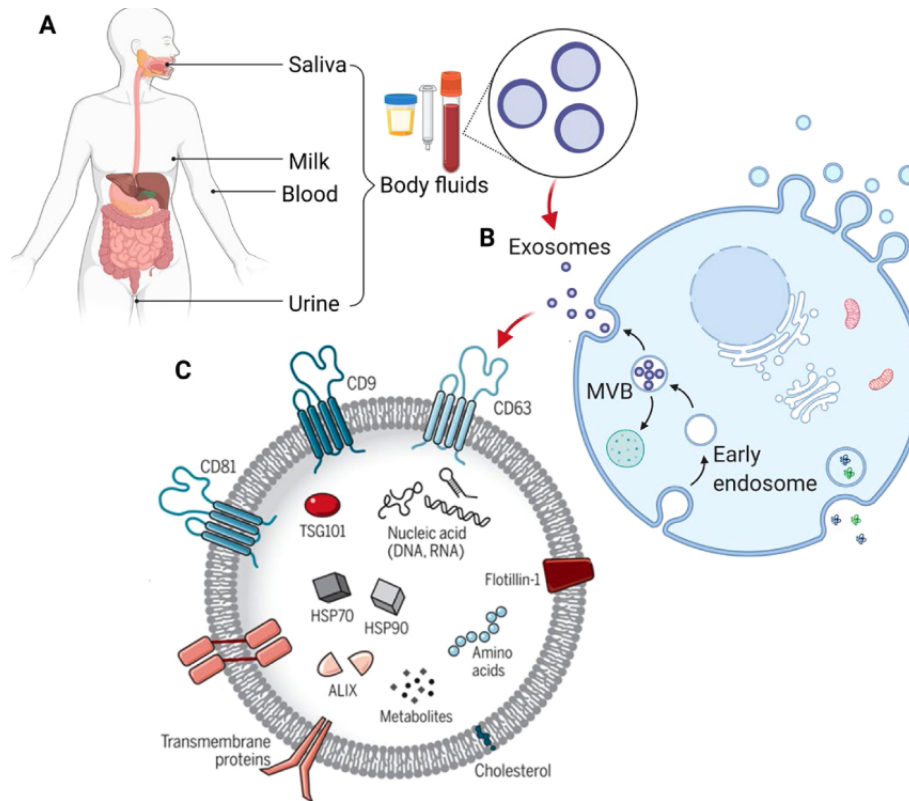 A
Saliva
Milk
Blood
Urine
Body fluids
B
Exosomes
MVB
Early
endosome
C
CD9
CD63
CD81
TSG101
Nucleic acid
(DNA, RNA)
Flotillin-1
HSP70
HSP90
Amino
acids
ALIX
Metabolites
Transmembrane
proteins
Cholesterol